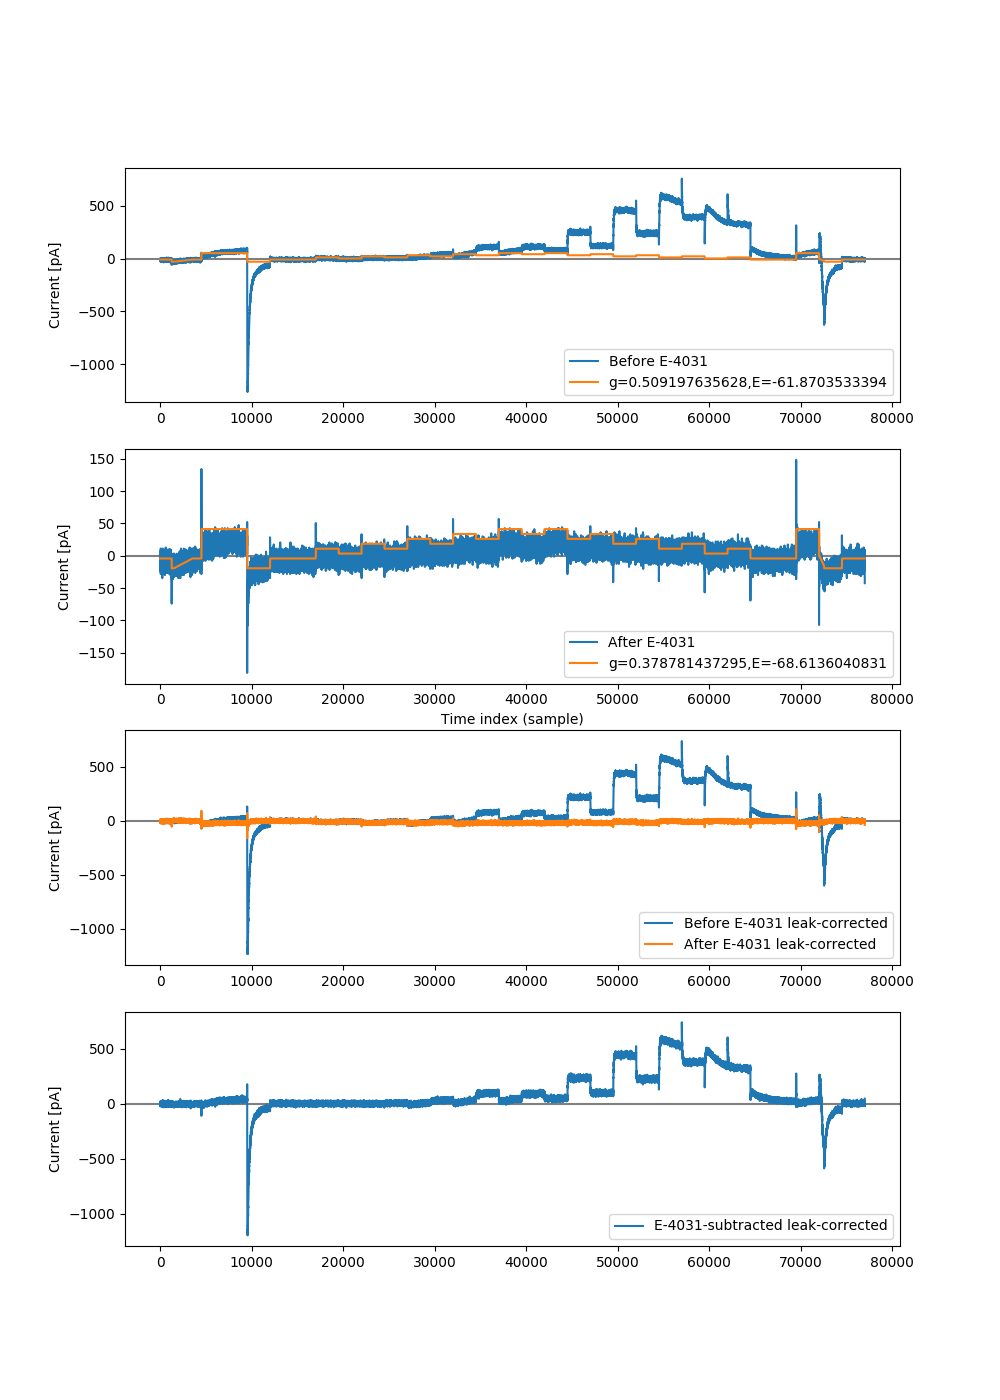 500
0
−500
−1000
Current [pA]
Before E-4031
g=0.509197635628,E=-61.8703533394
0 10000 20000 30000 40000 50000 60000 70000 80000
150
100
50
0
−50
−100
−150
Current [pA]
After E-4031
g=0.378781437295,E=-68.6136040831
0 10000 20000 30000 40000 50000 60000 70000 80000
Time index (sample)
500
0
−500
−1000
Current [pA]
Before E-4031 leak-corrected
After E-4031 leak-corrected
0 10000 20000 30000 40000 50000 60000 70000 80000
500
0
−500
−1000
Current [pA]
E-4031-subtracted leak-corrected
0 10000 20000 30000 40000 50000 60000 70000 80000